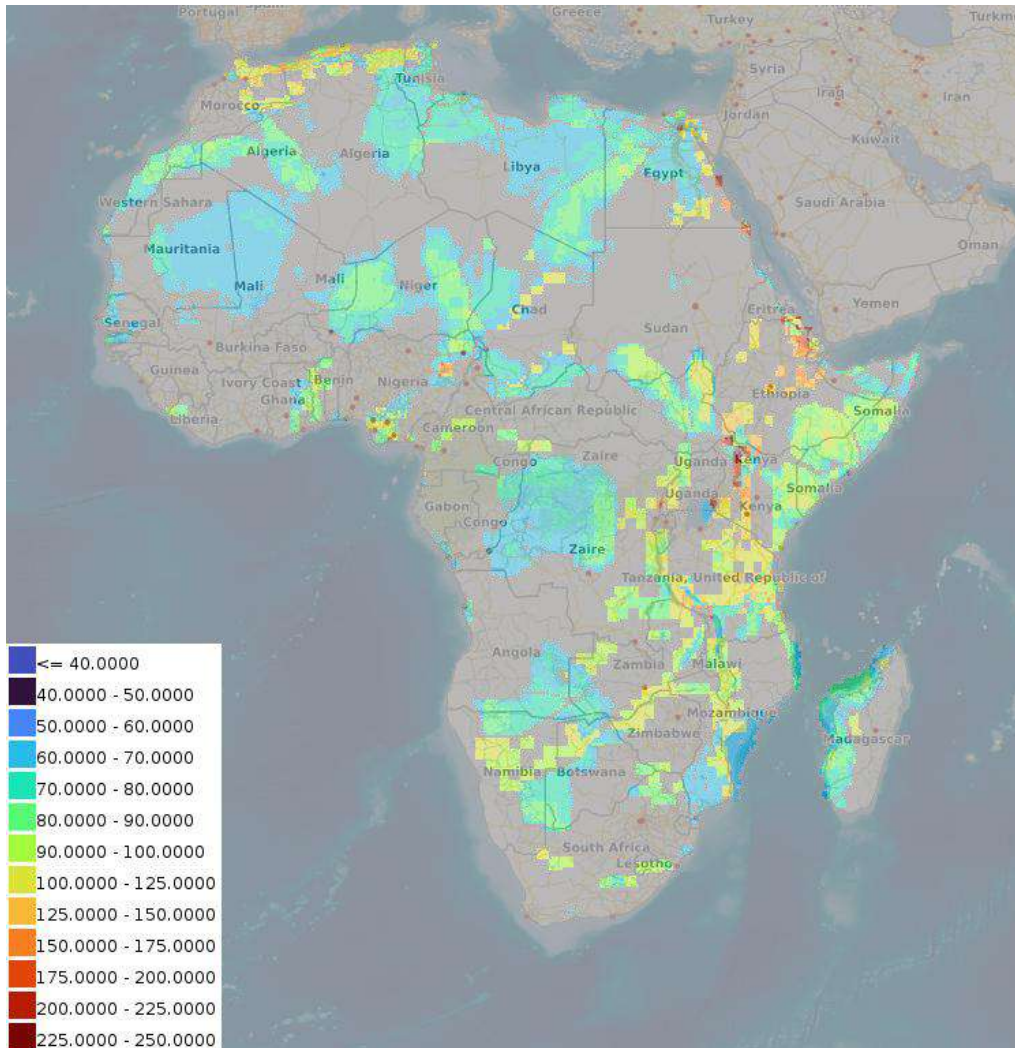 Portugal
Spain
Greece
Turkey
Turkm
Syria
Iraq
Iran
Jordan
Kuwait
Tunisia
Morocco
Algeria
Algeria
Libya
Egypt
Western Sahara
Saudi Arabia
Mauritania
Oman
Mali
Mali
Niger
Chad
Sudan
Eritrea
Yemen
Senegal
Burkina Faso
Guinea
Ivory Coast
Benin
Nigeria
Ghana
Liberia
Ethiopia
Somalia
Central African Republic
Cameroon
Congo
Zaire
Uganda
Kenya
Somalia
Gabon
Uganda
Kenya
Congo
Zaire
Tanzania, United Republic of
Angola
Zambia
Malawi
Mozambique
Zimbabwe
Madagascar
Namibia
Botswana
South Africa
Lesotho
<= 40.0000
40.0000 - 50.0000
50.0000 - 60.0000
60.0000 - 70.0000
70.0000 - 80.0000
80.0000 - 90.0000
90.0000 - 100.0000
100.0000 - 125.0000
125.0000 - 150.0000
150.0000 - 175.0000
175.0000 - 200.0000
200.0000 - 225.0000
225.0000 - 250.0000